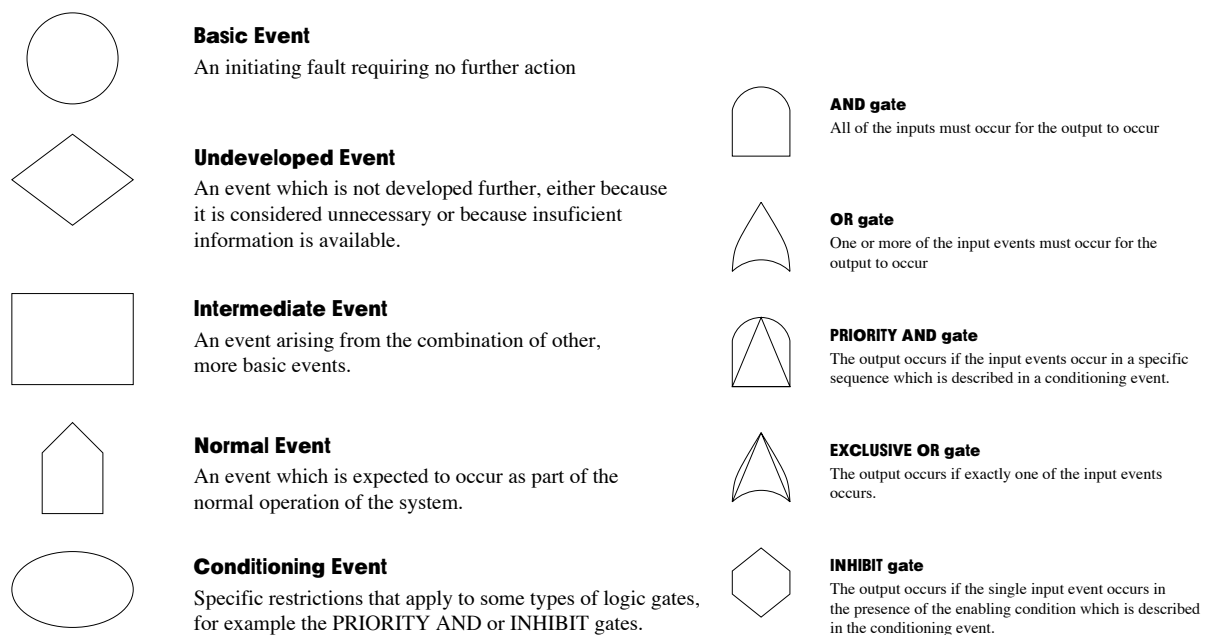 Basic Event
An initiating fault requiring no further action
Undeveloped Event
An event which is not developed further, either because
it is considered unnecessary or because insuficient
information is available.
Intermediate Event
An event arising from the combination of other,
more basic events.
Normal Event
An event which is expected to occur as part of the
normal operation of the system.
Conditioning Event
Specific restrictions that apply to some types of logic gates,
for example the PRIORITY AND or INHIBIT gates.
AND gate
All of the inputs must occur for the output to occur
OR gate
One or more of the input events must occur for the
output to occur
PRIORITY AND gate
The output occurs if the input events occur in a specific
sequence which is described in a conditioning event.
EXCLUSIVE OR gate
The output occurs if exactly one of the input events
occurs.
INHIBIT gate
The output occurs if the single input event occurs in
the presence of the enabling condition which is described
in the conditioning event.